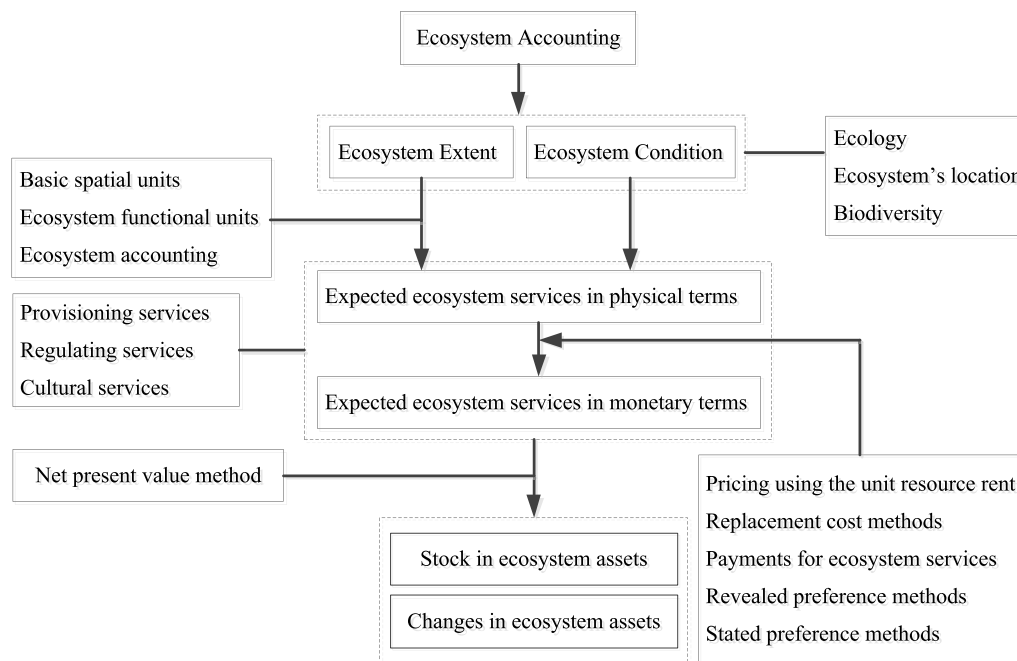 Ecosystem Accounting
Ecosystem Extent
Ecosystem Condition
Ecology
Ecosystem's location
Biodiversity
Basic spatial units
Ecosystem functional units
Ecosystem accounting
Expected ecosystem services in physical terms
Provisioning services
Regulating services
Cultural services
Expected ecosystem services in monetary terms
Net present value method
Pricing using the unit resource rent
Replacement cost methods
Payments for ecosystem services
Revealed preference methods
Stated preference methods
Stock in ecosystem assets
Changes in ecosystem assets